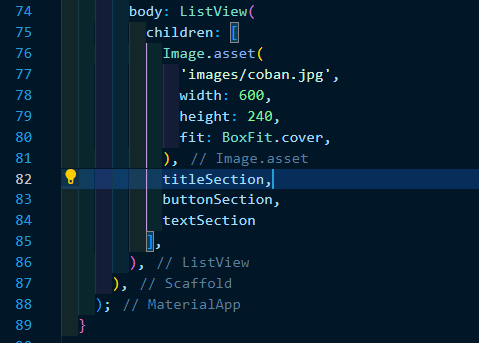 74 body: ListView(
75 children: [
76 Image.asset(
77 'images/coban.jpg',
78 width: 600,
79 height: 240,
80 fit: BoxFit.cover,
81 ), // Image.asset
82 titleSection,
83 buttonSection,
84 textSection
85 ],
86 ), // ListView
87 ), // Scaffold
88 ); // MaterialApp
89 }